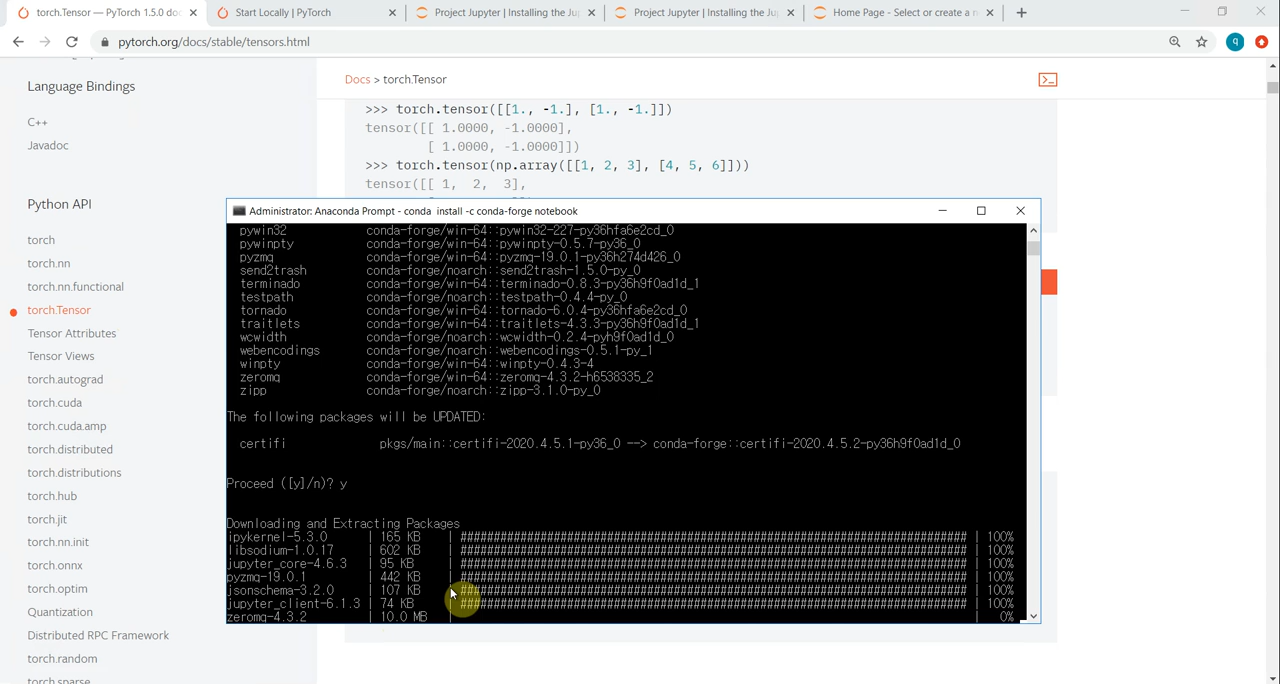 torch.Tensor — PyTorch 1.5.0 doc
Start Locally | PyTorch
Project Jupyter | Installing the Ju
Project Jupyter | Installing the Ju
Home Page - Select or create a n
pytorch.org/docs/stable/tensors.html
q
Language Bindings
C++
Javadoc
Python API
torch
torch.nn
torch.nn.functional
torch.Tensor
Tensor Attributes
Tensor Views
torch.autograd
torch.cuda
torch.cuda.amp
torch.distributed
torch.distributions
torch.hub
torch.jit
torch.nn.init
torch.onnx
torch.optim
Quantization
Distributed RPC Framework
torch.random
torch.sparse
Docs > torch.Tensor
>>> torch.tensor([[1., -1.], [1., -1.]])
tensor([[ 1.0000, -1.0000],
[ 1.0000, -1.0000]])
>>> torch.tensor(np.array([[1, 2, 3], [4, 5, 6]]))
tensor([[ 1, 2, 3],
Administrator: Anaconda Prompt - conda install -c conda-forge notebook
pywin32 conda-forge/win-64::pywin32-227-py36hfa6e2cd_0
pywinpty conda-forge/win-64::pywinpty-0.5.7-py36_0
pyzmq conda-forge/win-64::pyzmq-19.0.1-py36h274d426_0
send2trash conda-forge/noarch::send2trash-1.5.0-py_0
terminado conda-forge/win-64::terminado-0.8.3-py36h9f0ad1d_1
testpath conda-forge/noarch::testpath-0.4.4-py_0
tornado conda-forge/win-64::tornado-6.0.4-py36hfa6e2cd_0
traitlets conda-forge/win-64::traitlets-4.3.3-py36h9f0ad1d_1
wcwidth conda-forge/noarch::wcwidth-0.2.4-pyh9f0ad1d_0
webencodings conda-forge/noarch::webencodings-0.5.1-py_1
winpty conda-forge/win-64::winpty-0.4.3-4
zeromq conda-forge/win-64::zeromq-4.3.2-h6538335_2
zipp conda-forge/noarch::zipp-3.1.0-py_0
The following packages will be UPDATED:
certifi pkgs/main::certifi-2020.4.5.1-py36_0 --> conda-forge::certifi-2020.4.5.2-py36h9f0ad1d_0
Proceed ([y]/n)? y
Downloading and Extracting Packages
ipykernel-5.3.0 | 165 KB | ############################################################################ | 100%
libsodium-1.0.17 | 602 KB | ############################################################################ | 100%
jupyter_core-4.6.3 | 95 KB | ############################################################################ | 100%
pyzmq-19.0.1 | 442 KB | ############################################################################ | 100%
jsonschema-3.2.0 | 107 KB | ############################################################################ | 100%
jupyter_client-6.1.3 | 74 KB | ############################################################################ | 100%
zeromq-4.3.2 | 10.0 MB | | 0%